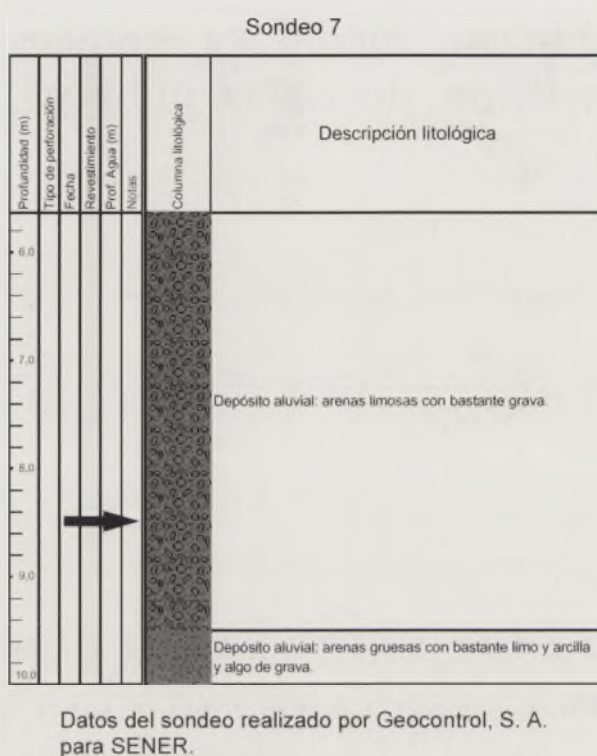 Sondeo 7
Profundidad (m)
Tipo de perforación
Fecha
Revestimiento
Prof. Agua (m)
Notas
Columna litológica
Descripción litológica
6,0
7,0
Depósito aluvial: arenas limosas con bastante grava.
8,0
9,0
Depósito aluvial: arenas gruesas con bastante limo y arcilla
y algo de grava.
10,0
Datos del sondeo realizado por Geocontrol, S. A.
para SENER.